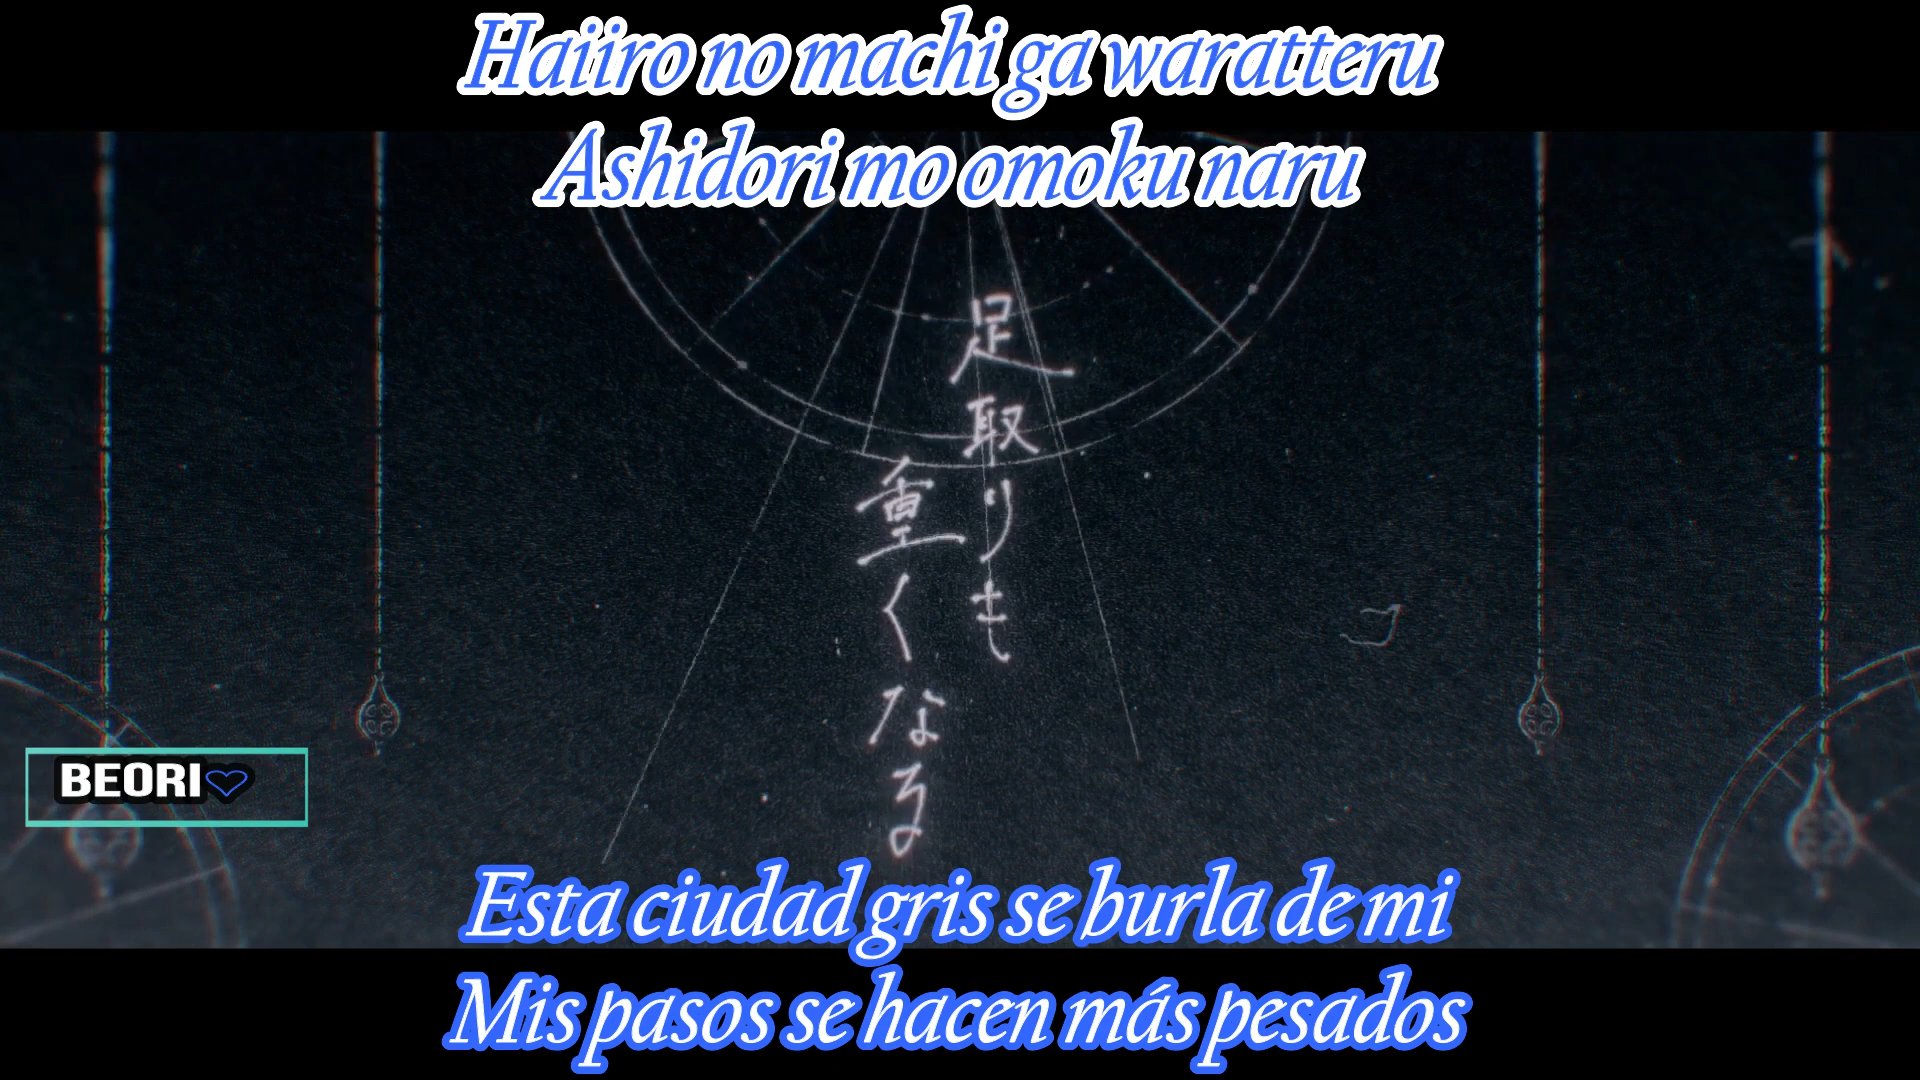 Haiiro no machi ga waratteru
Ashidori mo omoku naru
足取りも
重くなる
BEORI♡
Esta ciudad gris se burla de mi
Mis pasos se hacen más pesados